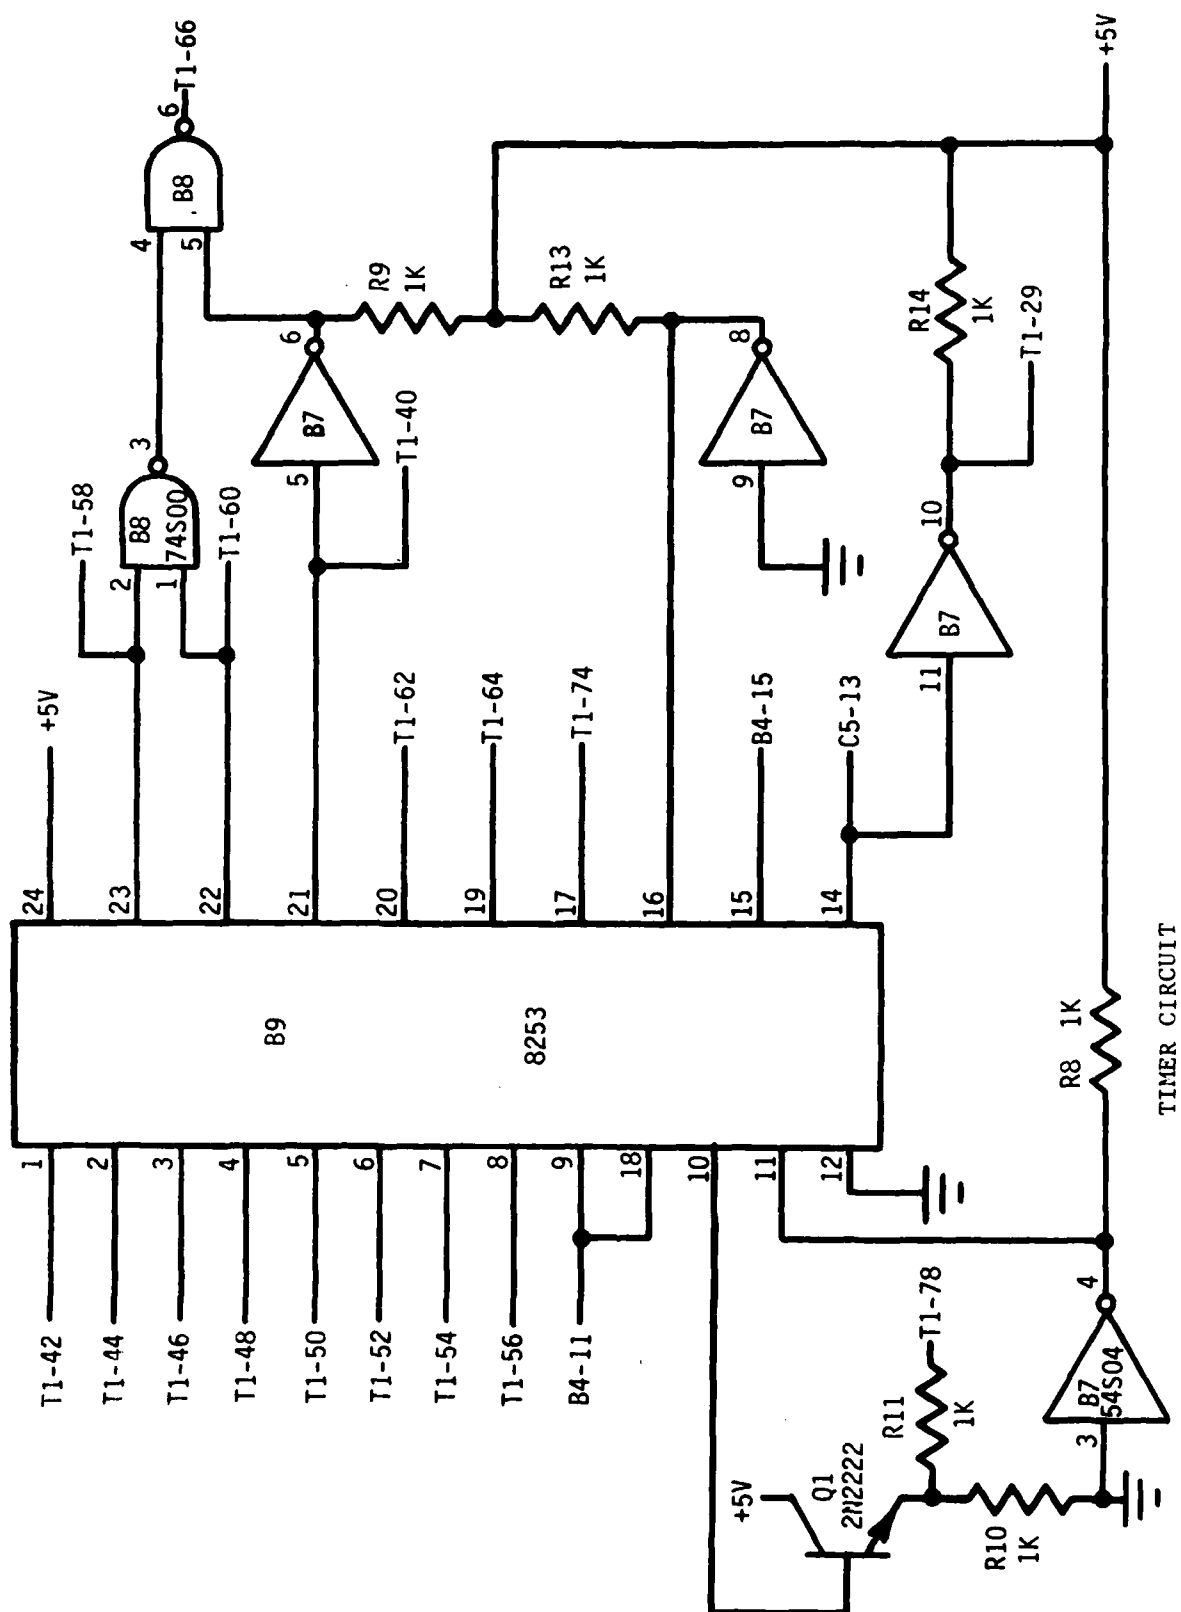 T1-42 1
T1-44 2
T1-46 3
T1-48 4
T1-50 5
T1-52 6
T1-54 7
T1-56 8
B4-11 9
18
10
11
12
B9
8253
24 +5V
23
22
21
20 T1-62
19 T1-64
17 T1-74
16
15 B4-15
14 C5-13
T1-58
2
1
B8
74S00
3
T1-60
4
5
B8
6
T1-66
5
B7
6
T1-40
R9
1K
R13
1K
9
B7
8
11
B7
10
R14
1K
T1-29
+5V
+5V
Q1
2N2222
R11
1K
T1-78
R10
1K
3
B7
54S04
4
R8 1K
TIMER CIRCUIT